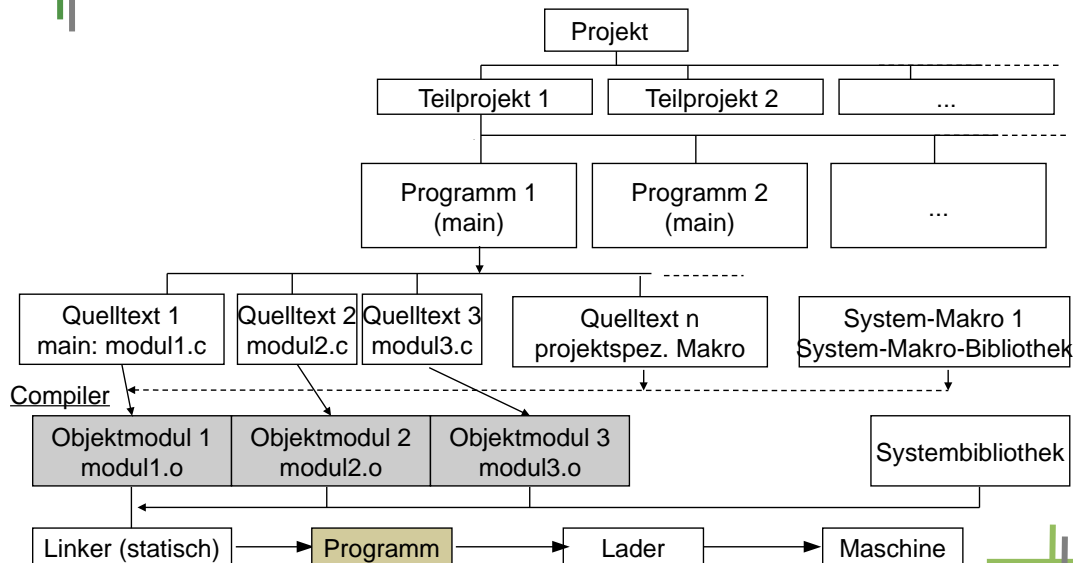 Projekt
Teilprojekt 1
Teilprojekt 2
...
Programm 1
(main)
Programm 2
(main)
...
Quelltext 1
main: modul1.c
Quelltext 2
modul2.c
Quelltext 3
modul3.c
Quelltext n
projektspez. Makro
System-Makro 1
System-Makro-Bibliothek
Compiler
Objektmodul 1
modul1.o
Objektmodul 2
modul2.o
Objektmodul 3
modul3.o
Systembibliothek
Linker (statisch)
Programm
Lader
Maschine